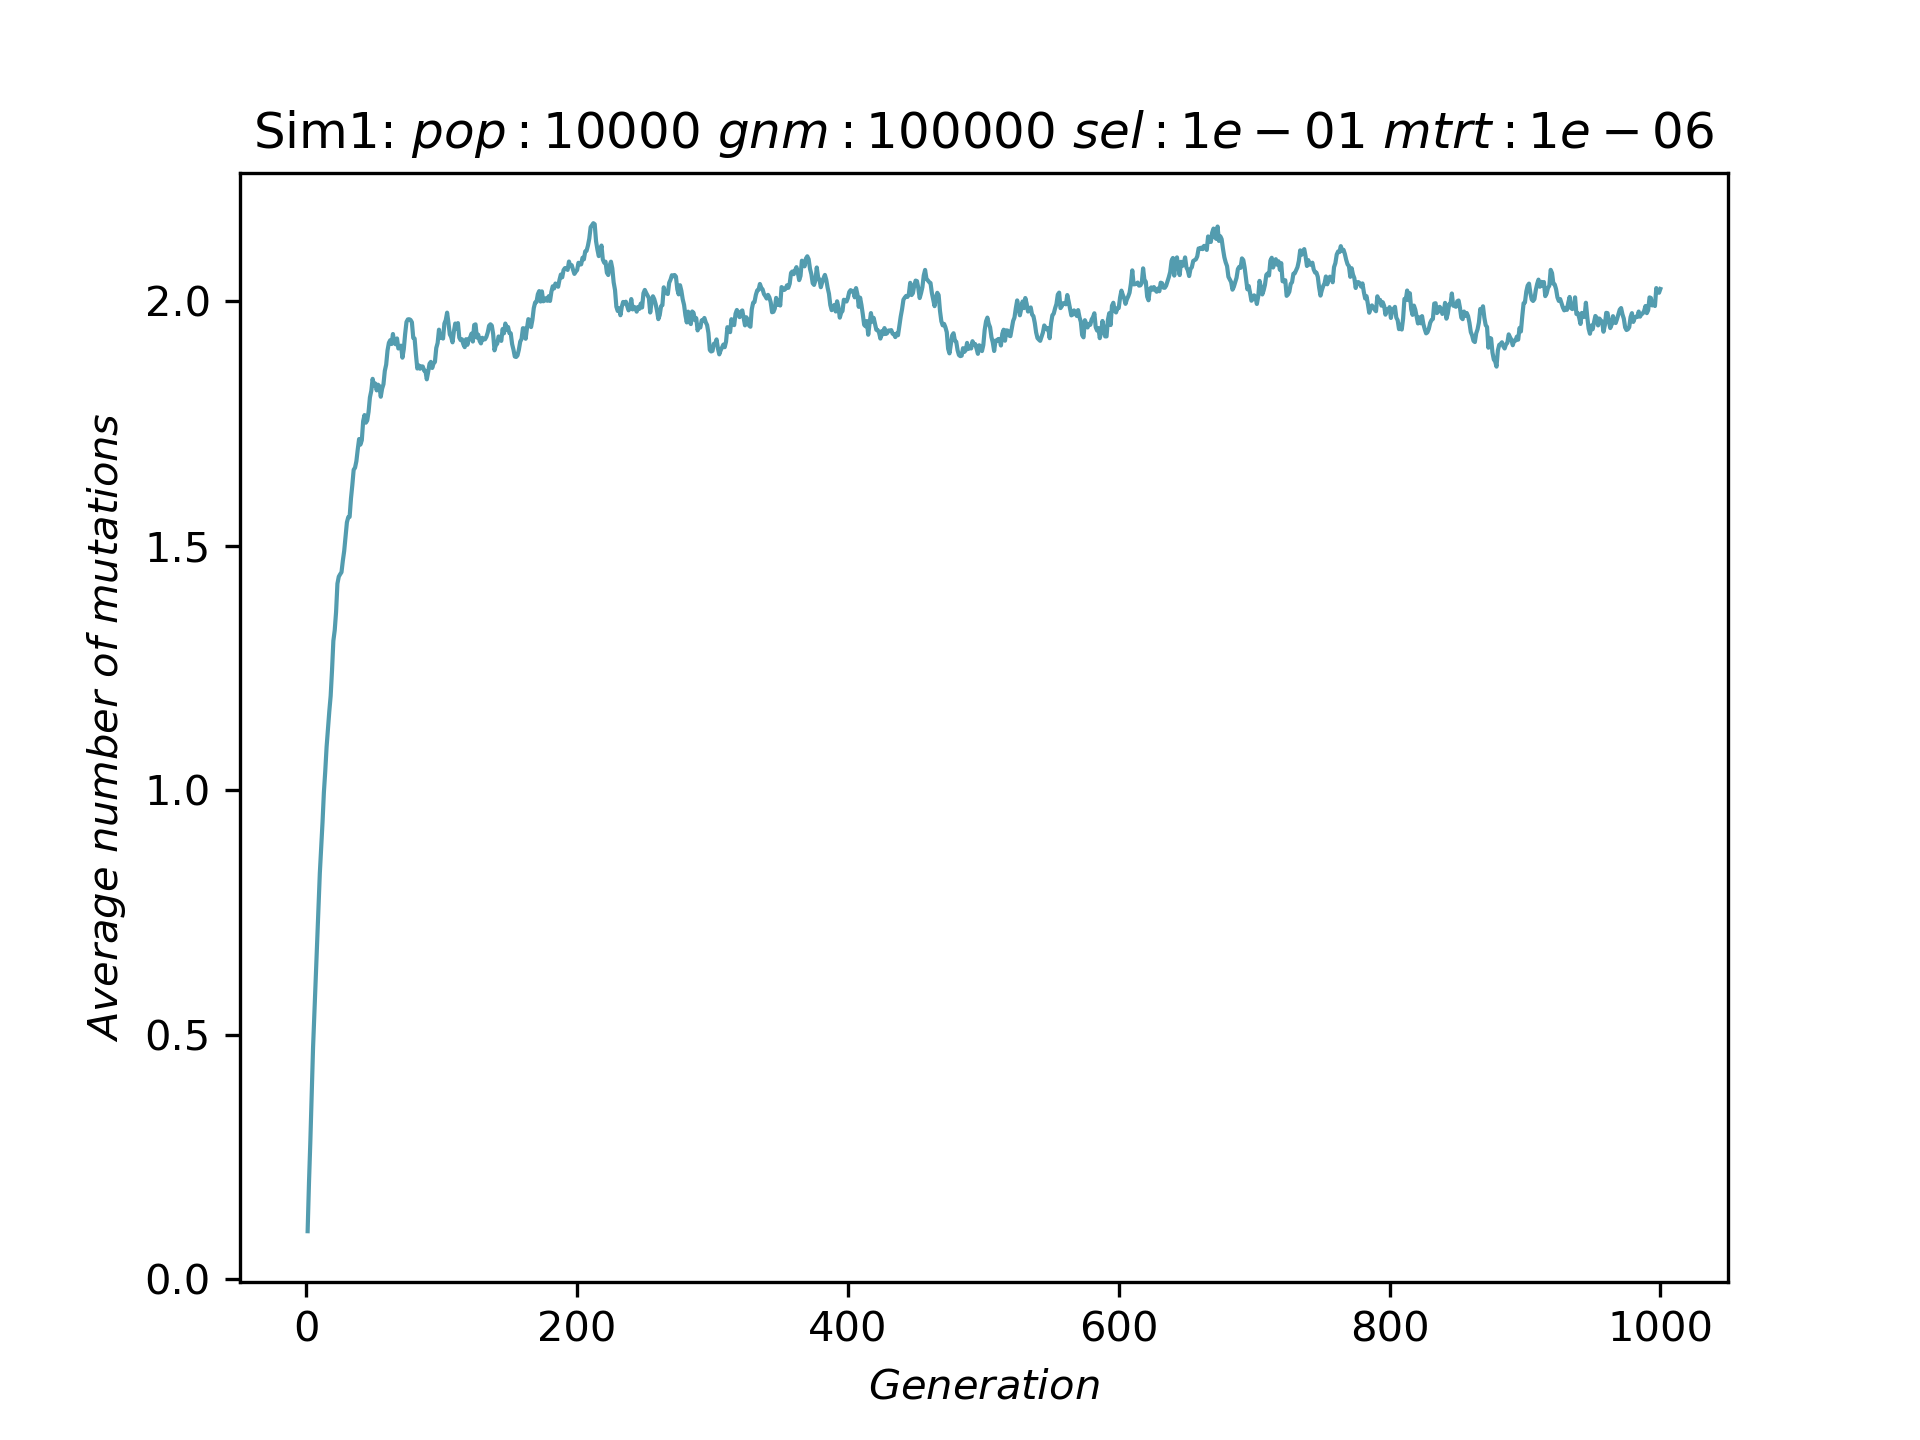 Sim1: pop : 10000 gnm : 100000 sel : 1e − 01 mtrt : 1e − 06
Average number of mutations
2.0
1.5
1.0
0.5
0.0
0 200 400 600 800 1000
Generation